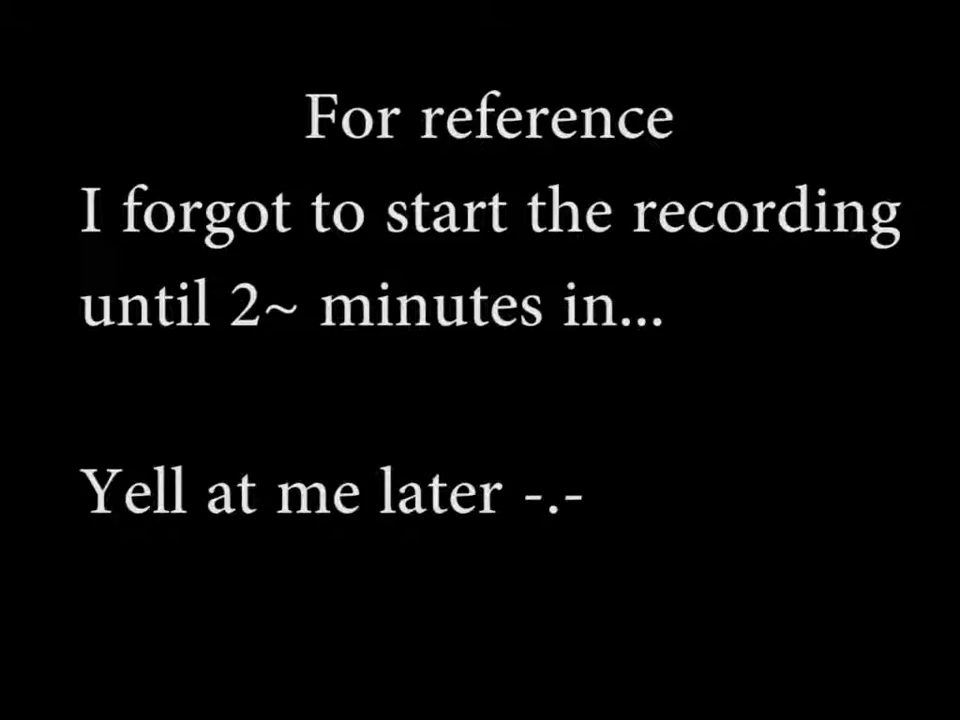 For reference
I forgot to start the recording
until 2~ minutes in...
Yell at me later -.-